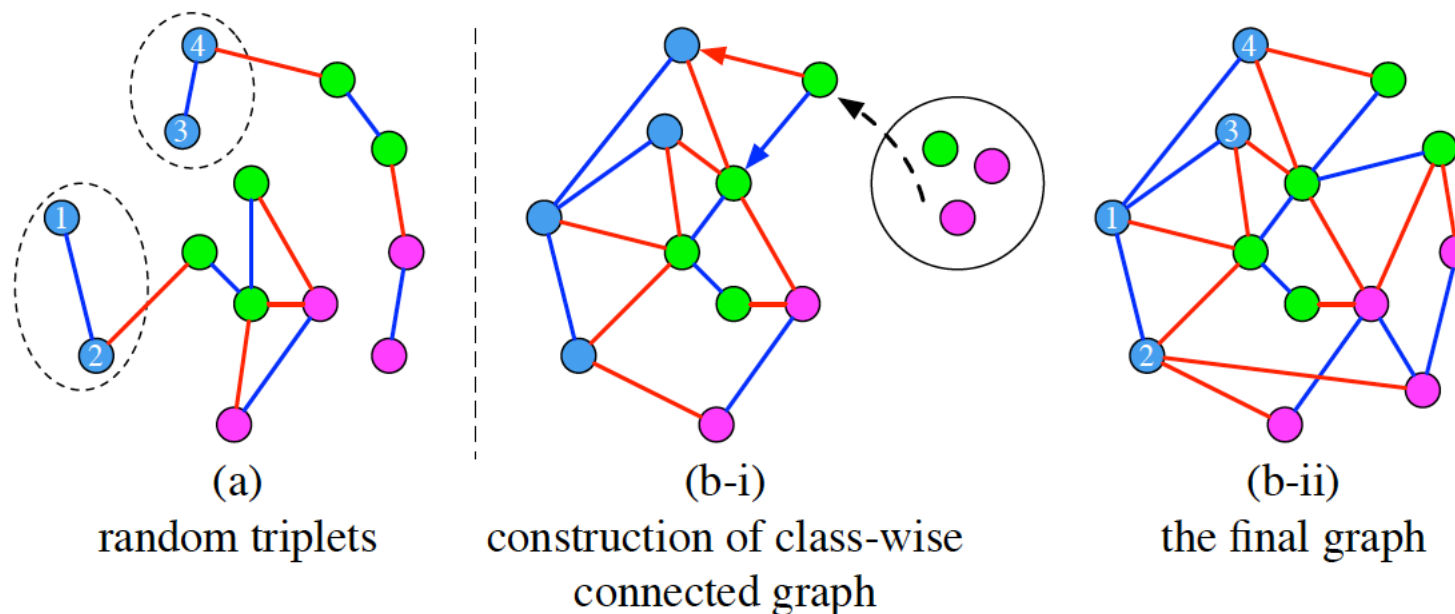 4
3
1
2
4
3
1
2
(a)
random triplets
(b-i)
construction of class-wise
connected graph
(b-ii)
the final graph